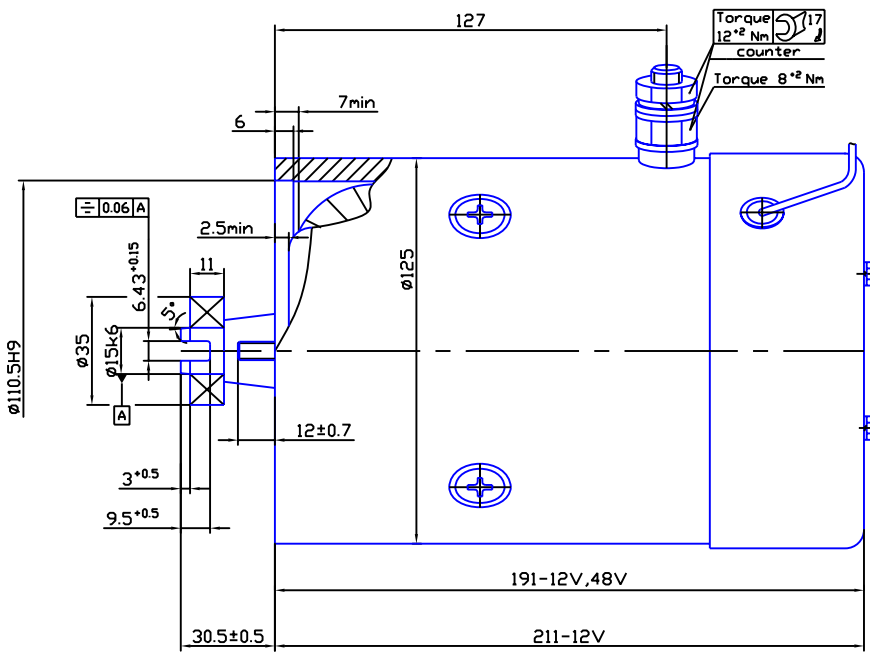 127
Torque
12⁺² Nm
17
counter
Torque 8⁺² Nm
7min
6
0.06 A
2.5min
11
6.43⁺⁰·¹⁵
5°
ø125
ø35
ø15k6
ø110.5H9
A
12±0.7
3⁺⁰·⁵
9.5⁺⁰·⁵
191-12V,48V
30.5±0.5
211-12V